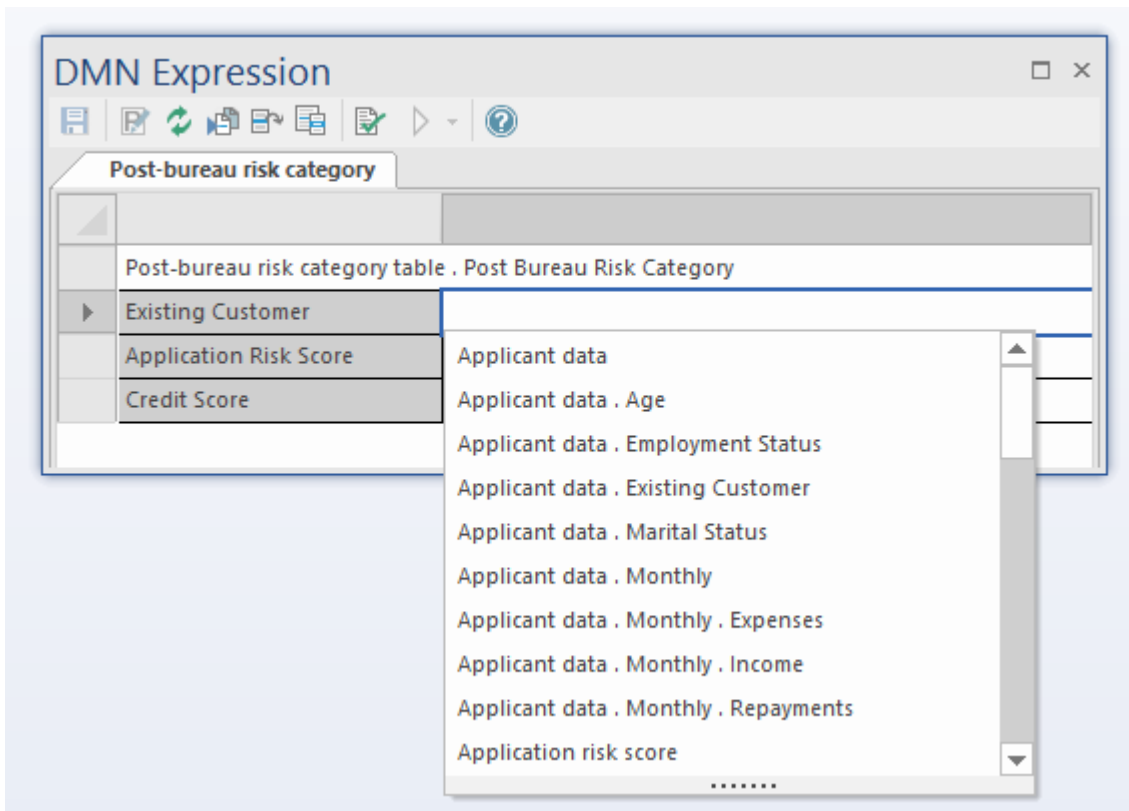 DMN Expression
Post-bureau risk category
Post-bureau risk category table . Post Bureau Risk Category
Existing Customer
Application Risk Score
Credit Score
Applicant data
Applicant data . Age
Applicant data . Employment Status
Applicant data . Existing Customer
Applicant data . Marital Status
Applicant data . Monthly
Applicant data . Monthly . Expenses
Applicant data . Monthly . Income
Applicant data . Monthly . Repayments
Application risk score